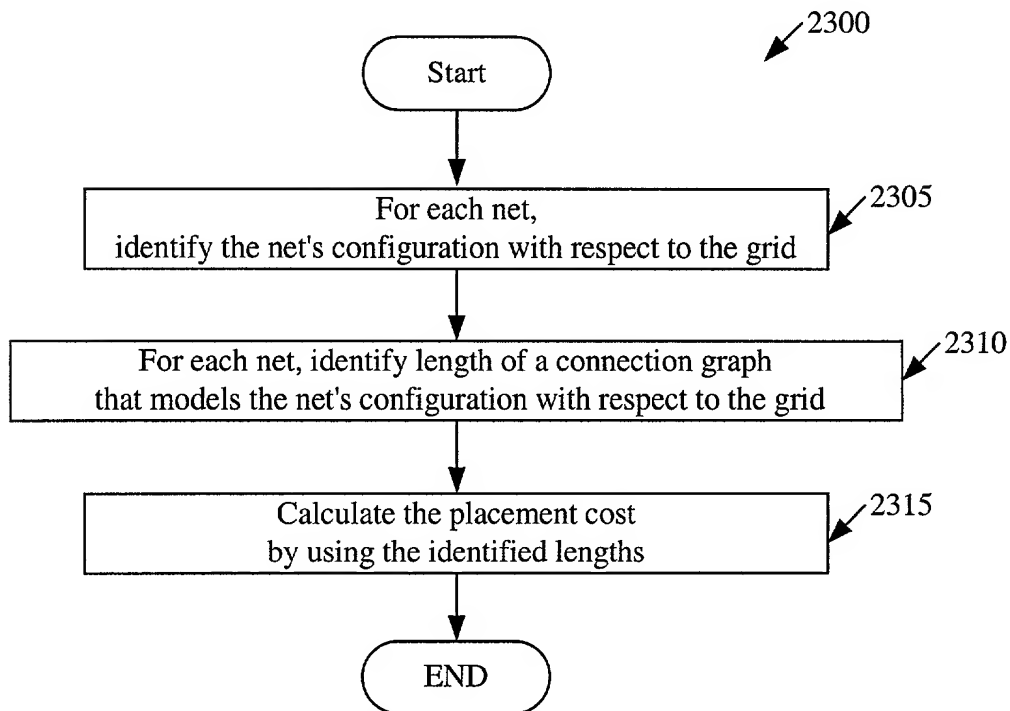 2300
Start
2305
For each net,
identify the net's configuration with respect to the grid
2310
For each net, identify length of a connection graph
that models the net's configuration with respect to the grid
2315
Calculate the placement cost
by using the identified lengths
END